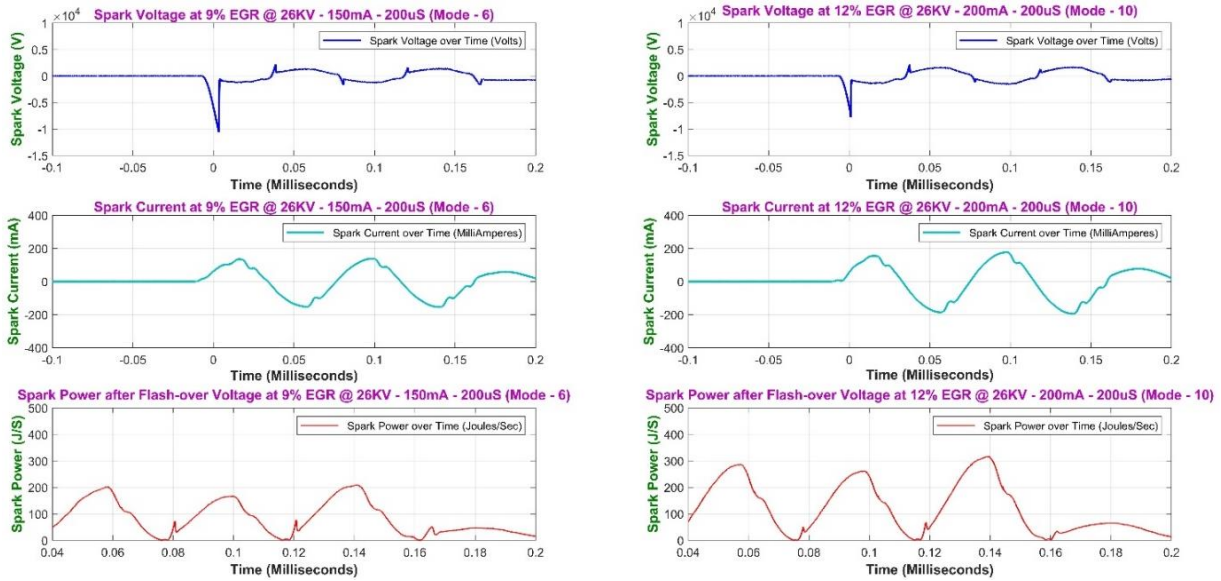 Spark Voltage at 9% EGR @ 26KV - 150mA - 200uS (Mode - 6)
×10⁴
Spark Voltage (V)
1
0.5
0
-0.5
-1
-1.5
Spark Voltage over Time (Volts)
-0.1 -0.05 0 0.05 0.1 0.15 0.2
Time (Milliseconds)
Spark Voltage at 12% EGR @ 26KV - 200mA - 200uS (Mode - 10)
×10⁴
Spark Voltage (V)
1
0.5
0
-0.5
-1
-1.5
Spark Voltage over Time (Volts)
-0.1 -0.05 0 0.05 0.1 0.15 0.2
Time (Milliseconds)
Spark Current at 9% EGR @ 26KV - 150mA - 200uS (Mode - 6)
Spark Current (mA)
400
200
0
-200
-400
Spark Current over Time (MilliAmperes)
-0.1 -0.05 0 0.05 0.1 0.15 0.2
Time (Milliseconds)
Spark Current at 12% EGR @ 26KV - 200mA - 200uS (Mode - 10)
Spark Current (mA)
400
200
0
-200
-400
Spark Current over Time (MilliAmperes)
-0.1 -0.05 0 0.05 0.1 0.15 0.2
Time (Milliseconds)
Spark Power after Flash-over Voltage at 9% EGR @ 26KV - 150mA - 200uS (Mode - 6)
Spark Power (J/S)
500
400
300
200
100
0
Spark Power over Time (Joules/Sec)
0.04 0.06 0.08 0.1 0.12 0.14 0.16 0.18 0.2
Time (Milliseconds)
Spark Power after Flash-over Voltage at 12% EGR @ 26KV - 200mA - 200uS (Mode - 10)
Spark Power (J/S)
500
400
300
200
100
0
Spark Power over Time (Joules/Sec)
0.04 0.06 0.08 0.1 0.12 0.14 0.16 0.18 0.2
Time (Milliseconds)